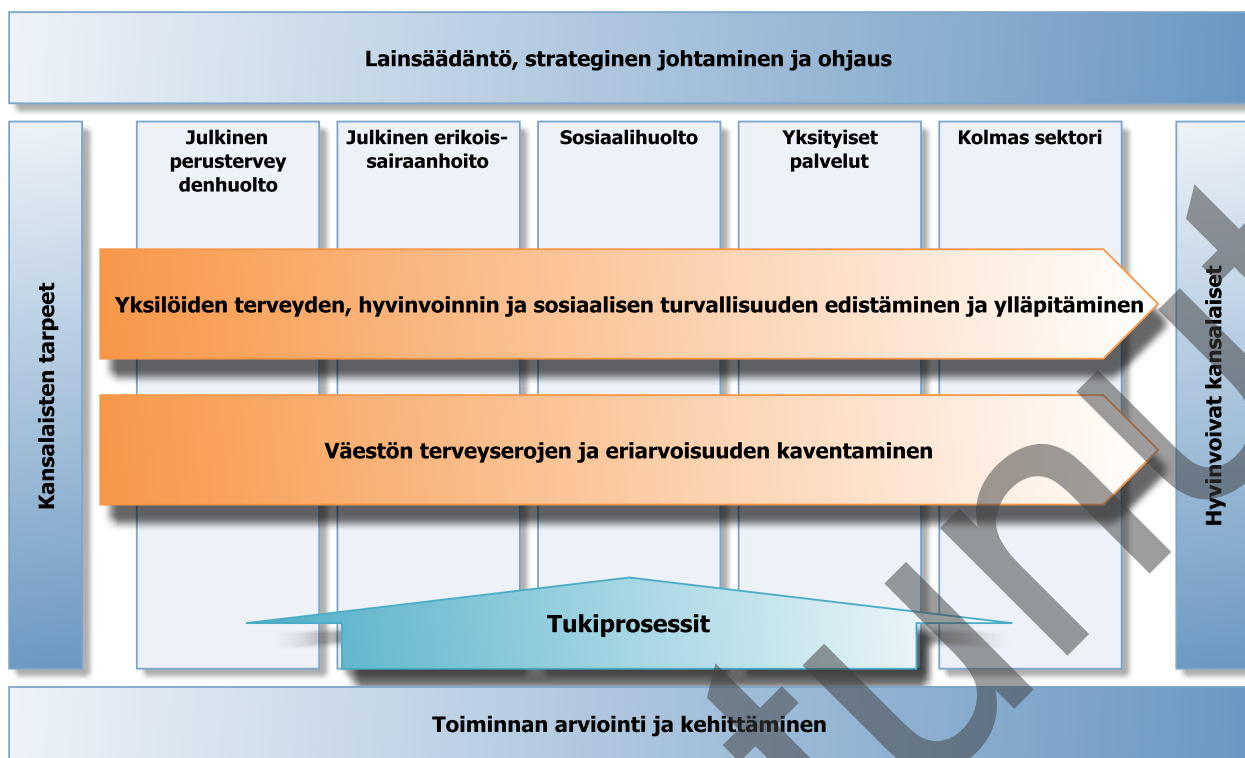 Lainsäädäntö, strateginen johtaminen ja ohjaus
Julkinen
perustervey
denhuolto
Julkinen erikois-
sairaanhoito
Sosiaalihuolto
Yksityiset
palvelut
Kolmas sektori
Kansalaisten tarpeet
Yksilöiden terveyden, hyvinvoinnin ja sosiaalisen turvallisuuden edistäminen ja ylläpitäminen
Väestön terveyserojen ja eriarvoisuuden kaventaminen
Hyvinvoivat kansalaiset
Tukiprosessit
Toiminnan arviointi ja kehittäminen